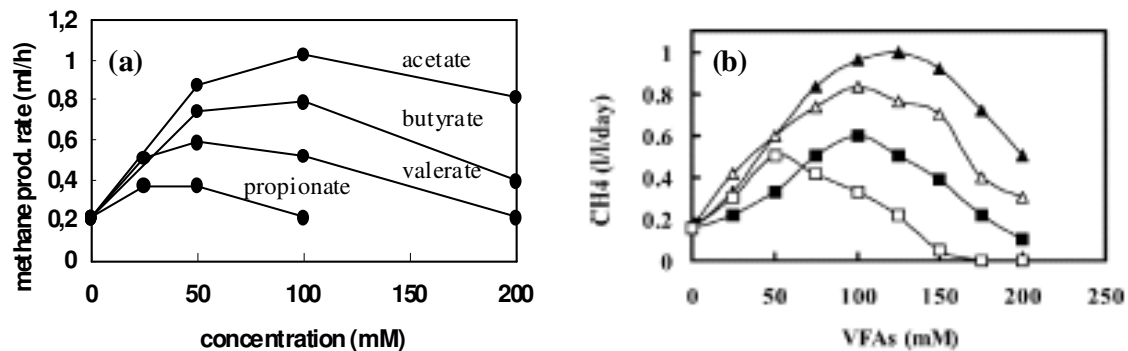 (a)
methane prod. rate (ml/h)
1,2
1
0,8
0,6
0,4
0,2
0
acetate
butyrate
valerate
propionate
0 50 100 150 200
concentration (mM)
(b)
CH4 (l/l/day)
1
0.8
0.6
0.4
0.2
0
0 50 100 150 200 250
VFAs (mM)